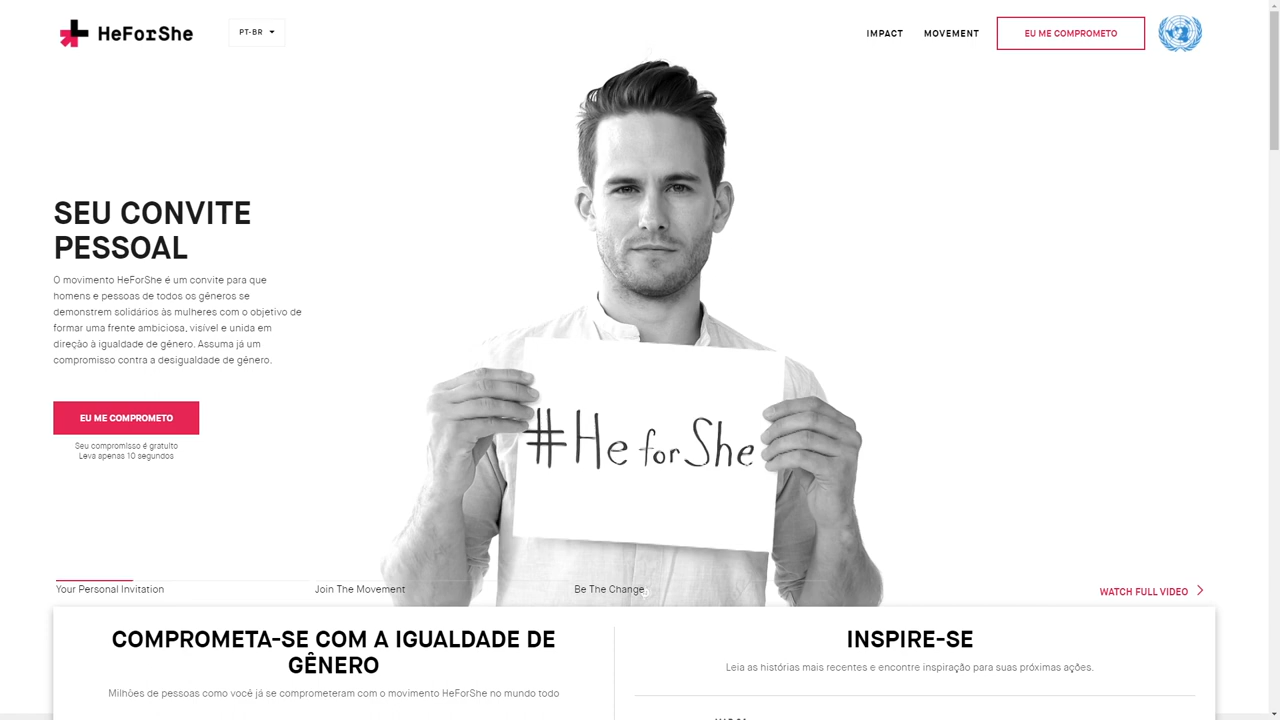 HeForShe
PT-BR
IMPACT
MOVEMENT
EU ME COMPROMETO
SEU CONVITE
PESSOAL
O movimento HeForShe é um convite para que
homens e pessoas de todos os gêneros se
demonstrem solidários às mulheres com o objetivo de
formar uma frente ambiciosa, visível e unida em
direção à igualdade de gênero. Assuma já um
compromisso contra a desigualdade de gênero.
EU ME COMPROMETO
Seu compromisso é gratuito
Leva apenas 10 segundos
#He for She
Your Personal Invitation
Join The Movement
Be The Change
WATCH FULL VIDEO
COMPROMETA-SE COM A IGUALDADE DE
GÊNERO
Milhões de pessoas como você já se comprometeram com o movimento HeForShe no mundo todo
INSPIRE-SE
Leia as histórias mais recentes e encontre inspiração para suas próximas ações.